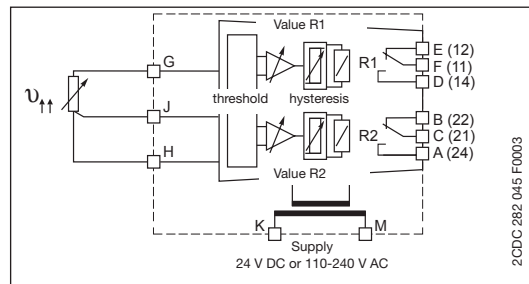 Value R1
G
E (12)
R1
F (11)
D (14)
threshold
hysteresis
ʋ↑↑
J
B (22)
R2
C (21)
A (24)
H
Value R2
K
M
Supply
24 V DC or 110-240 V AC
2CDC 282 045 F0003